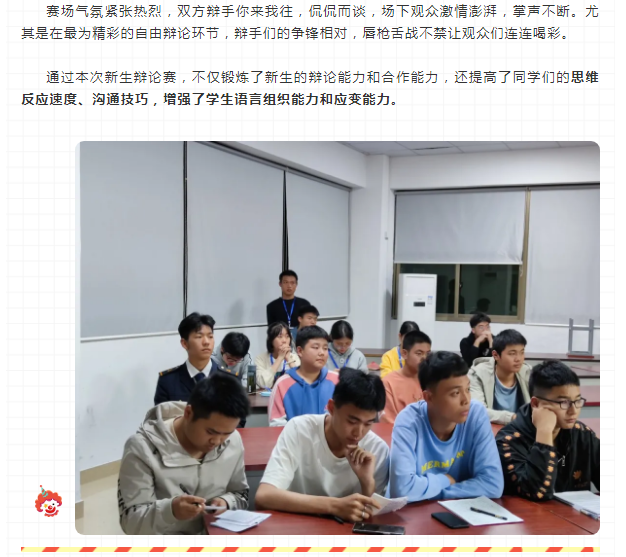 赛场气氛紧张热烈，双方辩手你来我往，侃侃而谈，场下观众激情澎湃，掌声不断。尤
其是在最为精彩的自由辩论环节，辩手们的争锋相对，唇枪舌战不禁让观众们连连喝彩。
通过本次新生辩论赛，不仅锻炼了新生的辩论能力和合作能力，还提高了同学们的思维
反应速度、沟通技巧，增强了学生语言组织能力和应变能力。